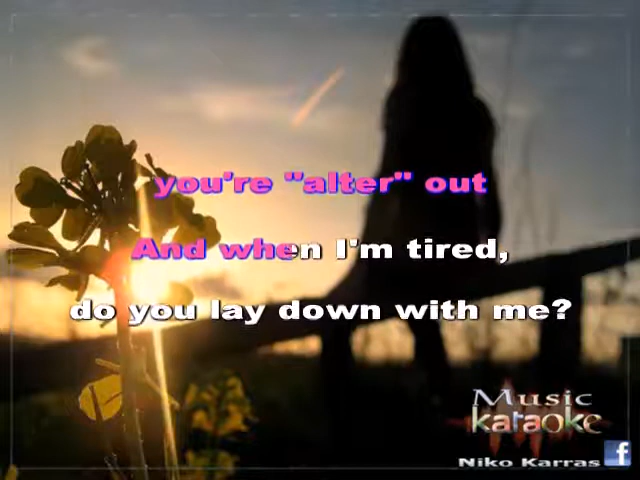 you're "alter" out
And when I'm tired,
do you lay down with me?
Music
karaoke
Niko Karras f